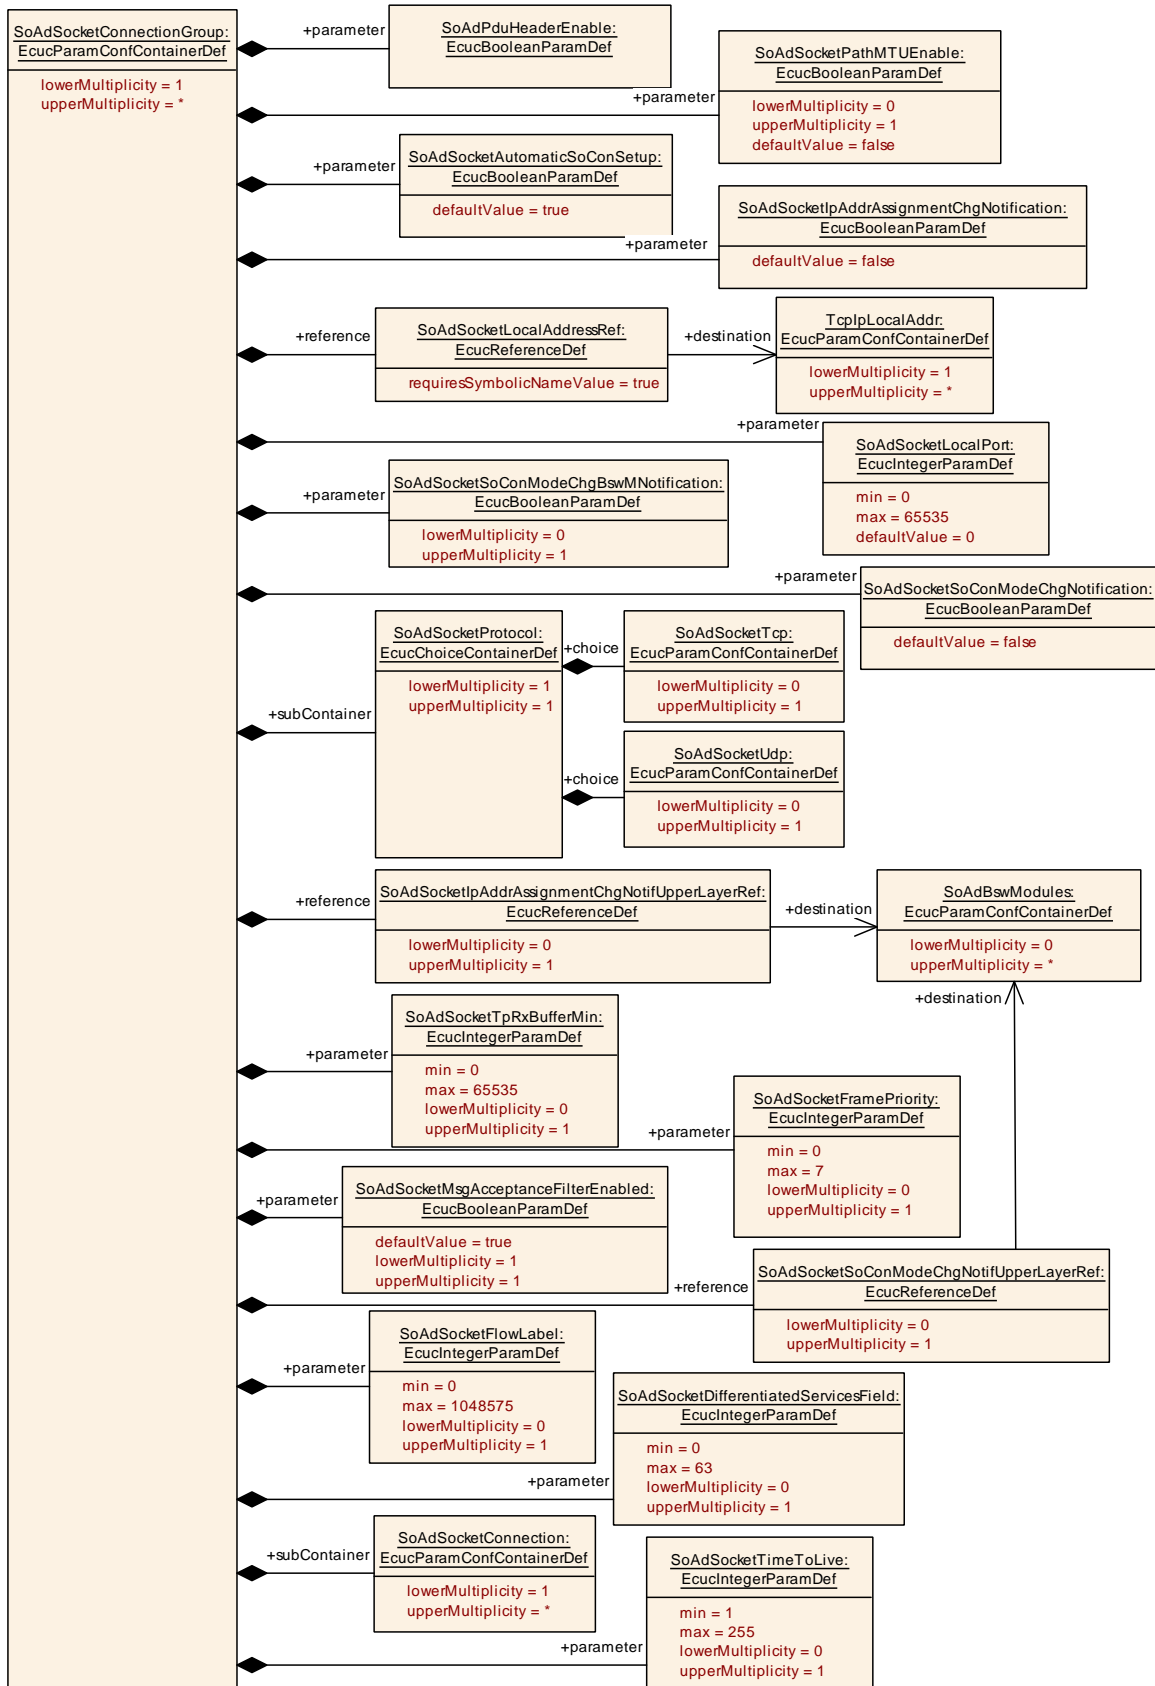 SoAdSocketConnectionGroup:
EcucParamConfContainerDef
lowerMultiplicity = 1
upperMultiplicity = *
+parameter
SoAdPduHeaderEnable:
EcucBooleanParamDef
+parameter
SoAdSocketPathMTUEnable:
EcucBooleanParamDef
lowerMultiplicity = 0
upperMultiplicity = 1
defaultValue = false
+parameter
SoAdSocketAutomaticSoConSetup:
EcucBooleanParamDef
defaultValue = true
+parameter
SoAdSocketIpAddrAssignmentChgNotification:
EcucBooleanParamDef
defaultValue = false
+reference
SoAdSocketLocalAddressRef:
EcucReferenceDef
requiresSymbolicNameValue = true
+destination
TcpIpLocalAddr:
EcucParamConfContainerDef
lowerMultiplicity = 1
upperMultiplicity = *
+parameter
SoAdSocketLocalPort:
EcucIntegerParamDef
min = 0
max = 65535
defaultValue = 0
+parameter
SoAdSocketSoConModeChgBswMNotification:
EcucBooleanParamDef
lowerMultiplicity = 0
upperMultiplicity = 1
+parameter
SoAdSocketSoConModeChgNotification:
EcucBooleanParamDef
defaultValue = false
+subContainer
SoAdSocketProtocol:
EcucChoiceContainerDef
lowerMultiplicity = 1
upperMultiplicity = 1
+choice
SoAdSocketTcp:
EcucParamConfContainerDef
lowerMultiplicity = 0
upperMultiplicity = 1
+choice
SoAdSocketUdp:
EcucParamConfContainerDef
lowerMultiplicity = 0
upperMultiplicity = 1
+reference
SoAdSocketIpAddrAssignmentChgNotifUpperLayerRef:
EcucReferenceDef
lowerMultiplicity = 0
upperMultiplicity = 1
+destination
SoAdBswModules:
EcucParamConfContainerDef
lowerMultiplicity = 0
upperMultiplicity = *
+destination
+parameter
SoAdSocketTpRxBufferMin:
EcucIntegerParamDef
min = 0
max = 65535
lowerMultiplicity = 0
upperMultiplicity = 1
+parameter
SoAdSocketFramePriority:
EcucIntegerParamDef
min = 0
max = 7
lowerMultiplicity = 0
upperMultiplicity = 1
+parameter
SoAdSocketMsgAcceptanceFilterEnabled:
EcucBooleanParamDef
defaultValue = true
lowerMultiplicity = 1
upperMultiplicity = 1
+reference
SoAdSocketSoConModeChgNotifUpperLayerRef:
EcucReferenceDef
lowerMultiplicity = 0
upperMultiplicity = 1
+parameter
SoAdSocketFlowLabel:
EcucIntegerParamDef
min = 0
max = 1048575
lowerMultiplicity = 0
upperMultiplicity = 1
+parameter
SoAdSocketDifferentiatedServicesField:
EcucIntegerParamDef
min = 0
max = 63
lowerMultiplicity = 0
upperMultiplicity = 1
+subContainer
SoAdSocketConnection:
EcucParamConfContainerDef
lowerMultiplicity = 1
upperMultiplicity = *
+parameter
SoAdSocketTimeToLive:
EcucIntegerParamDef
min = 1
max = 255
lowerMultiplicity = 0
upperMultiplicity = 1